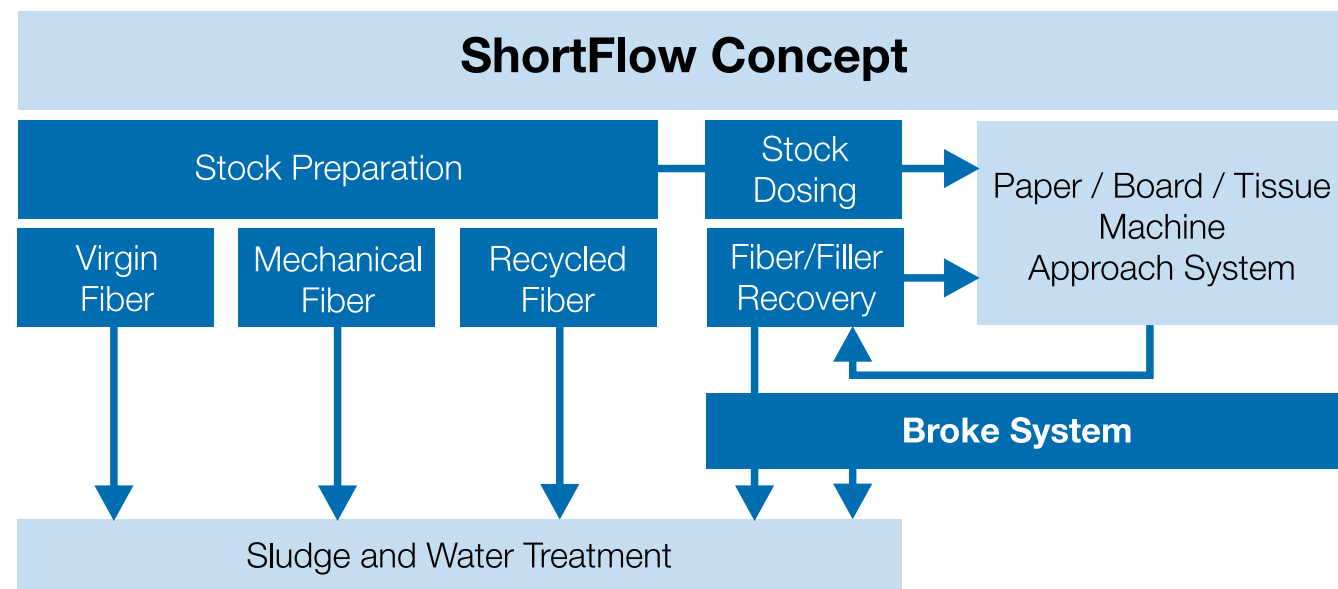 ShortFlow Concept
Stock Preparation
Stock
Dosing
Paper / Board / Tissue
Machine
Approach System
Virgin
Fiber
Mechanical
Fiber
Recycled
Fiber
Fiber/Filler
Recovery
Broke System
Sludge and Water Treatment